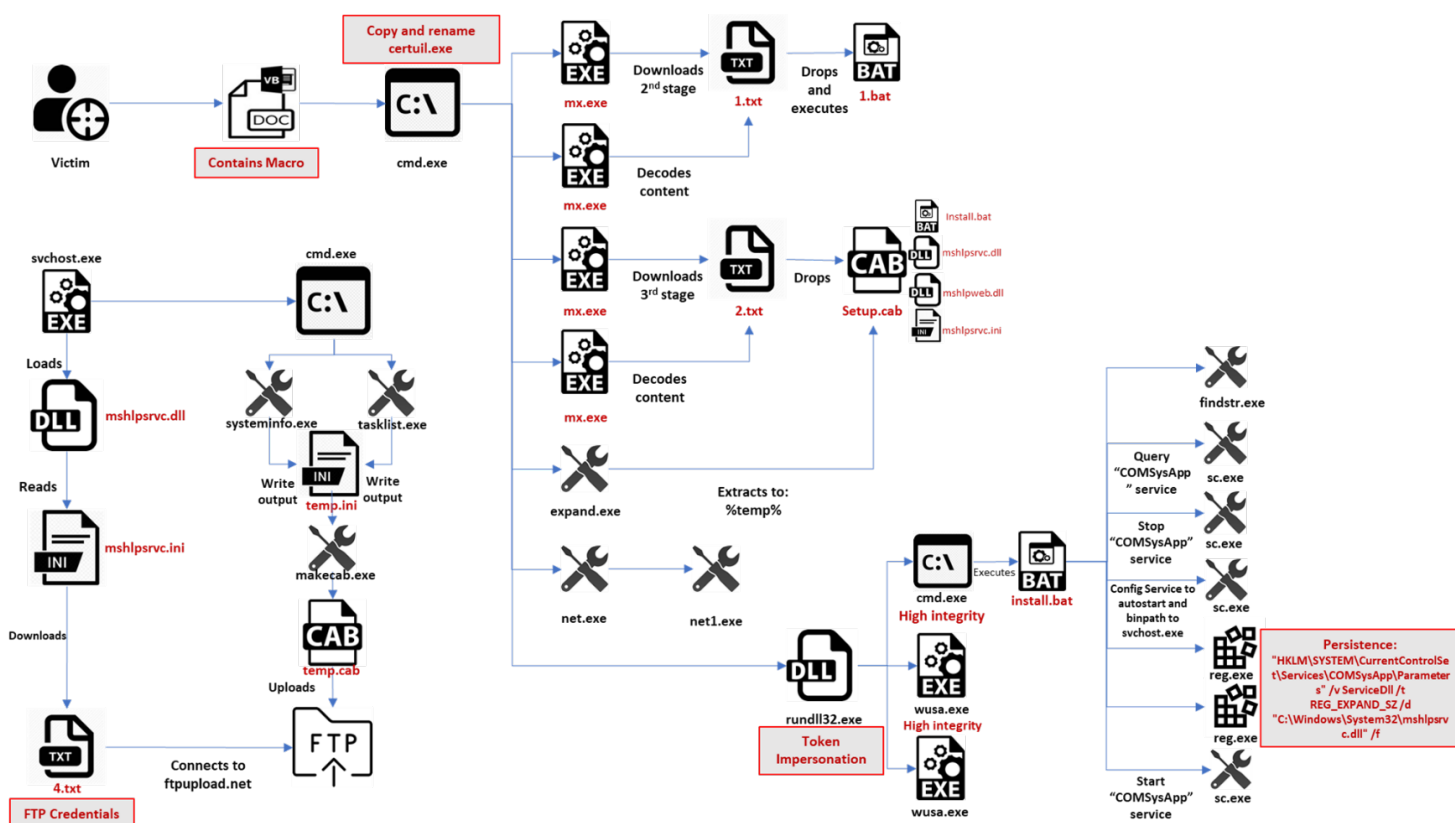 Copy and rename
certuil.exe
VB
DOC
C:\
EXE
TXT
BAT
Downloads
2nd stage
Drops
and
executes
mx.exe
1.txt
1.bat
Victim
Contains Macro
cmd.exe
EXE
Decodes
content
mx.exe
EXE
Downloads
3rd stage
TXT
Drops
CAB
mx.exe
2.txt
Setup.cab
BAT
install.bat
DLL
mshlpsrvc.dll
DLL
mshlpweb.dll
INI
mshlpsrvc.ini
EXE
Decodes
content
mx.exe
expand.exe
Extracts to:
%temp%
net.exe
net1.exe
svchost.exe
EXE
cmd.exe
C:\
Loads
DLL
mshlpsrvc.dll
systeminfo.exe
tasklist.exe
Reads
Write
output
INI
Write
output
temp.ini
INI
mshlpsrvc.ini
makecab.exe
Downloads
CAB
temp.cab
Uploads
TXT
4.txt
Connects to
ftpupload.net
FTP
FTP Credentials
DLL
rundll32.exe
Token
Impersonation
C:\
cmd.exe
High integrity
Executes
BAT
install.bat
EXE
wusa.exe
High integrity
EXE
wusa.exe
findstr.exe
Query
“COMSysApp
” service
sc.exe
Stop
“COMSysApp”
service
sc.exe
Config Service to
autostart and
binpath to
svchost.exe
sc.exe
reg.exe
reg.exe
Persistence:
"HKLM\SYSTEM\CurrentControlSe
t\Services\COMSysApp\Parameter
s" /v ServiceDll /t
REG_EXPAND_SZ /d
"C:\Windows\System32\mshlpsrv
c.dll" /f
Start
“COMSysApp”
service
sc.exe